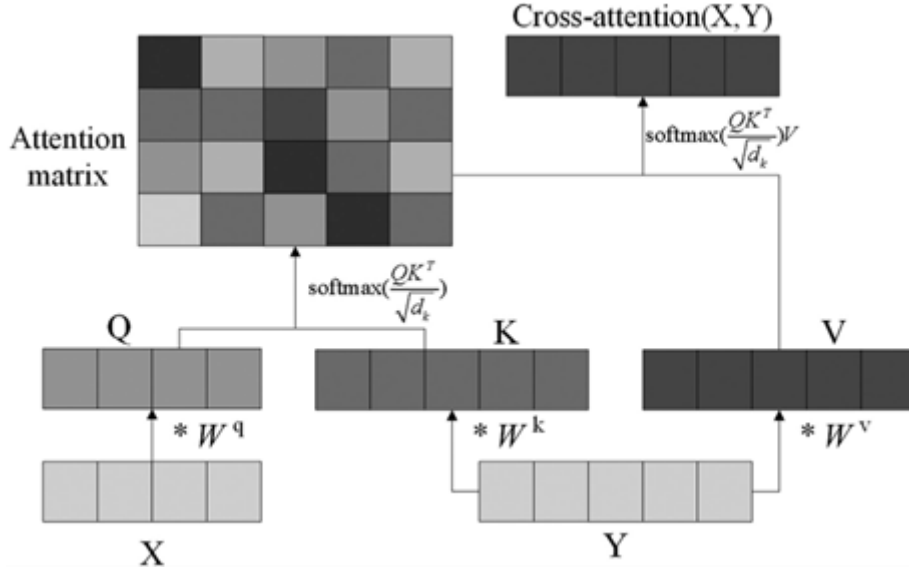 Cross-attention(X,Y)
Attention
matrix
softmax(QK^T/√d_k)V
softmax(QK^T/√d_k)
Q
K
V
* W^q
* W^k
* W^v
X
Y